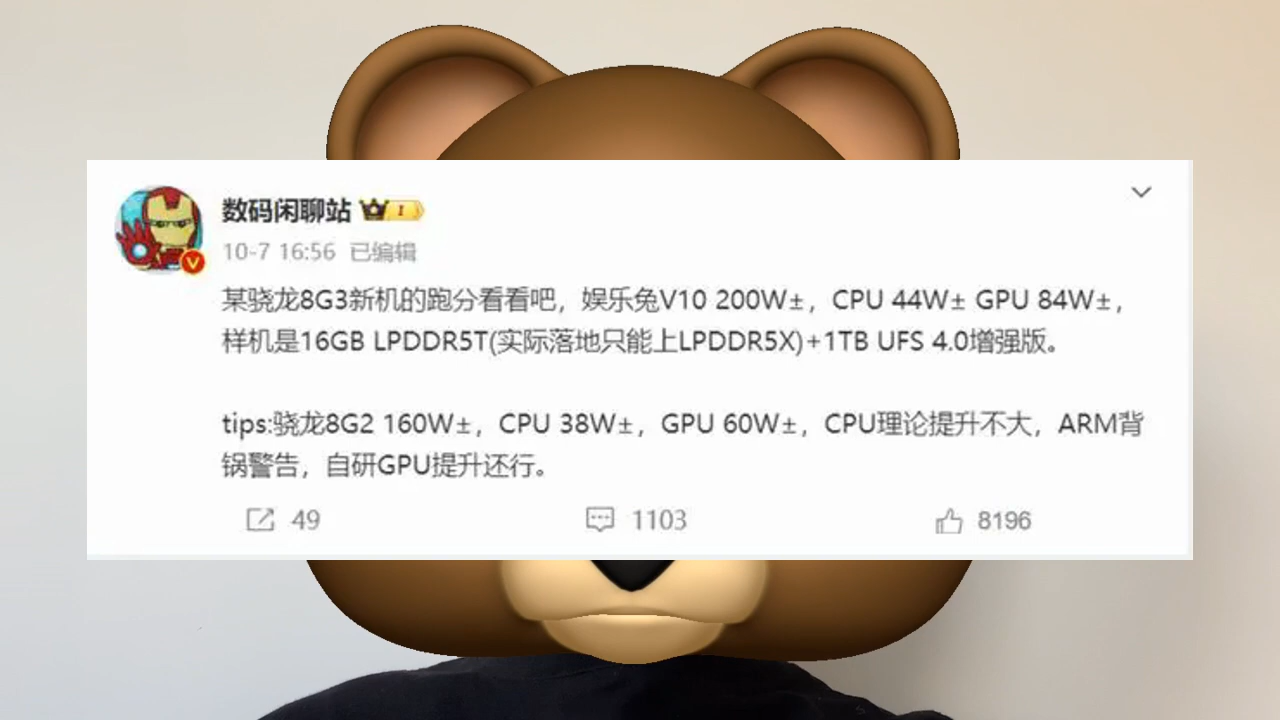 数码闲聊站 I
10-7 16:56 已编辑
某骁龙8G3新机的跑分看看吧，娱乐兔V10 200W±，CPU 44W± GPU 84W±，
样机是16GB LPDDR5T(实际落地只能上LPDDR5X)+1TB UFS 4.0增强版。
tips:骁龙8G2 160W±，CPU 38W±，GPU 60W±，CPU理论提升不大，ARM背
锅警告，自研GPU提升还行。
49 1103 8196